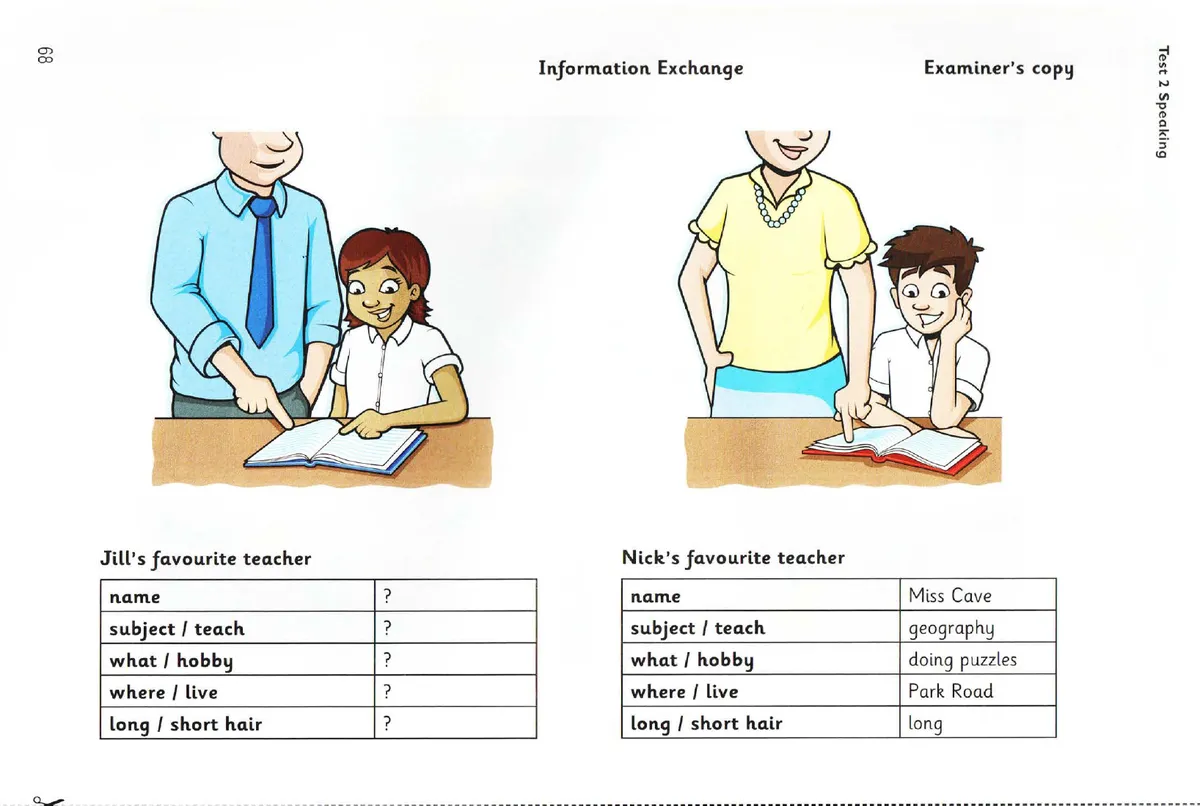 68
Information Exchange
Examiner's copy
Test 2 Speaking
Jill's favourite teacher
name ?
subject / teach ?
what / hobby ?
where / live ?
long / short hair ?
Nick's favourite teacher
name Miss Cave
subject / teach geography
what / hobby doing puzzles
where / live Park Road
long / short hair long